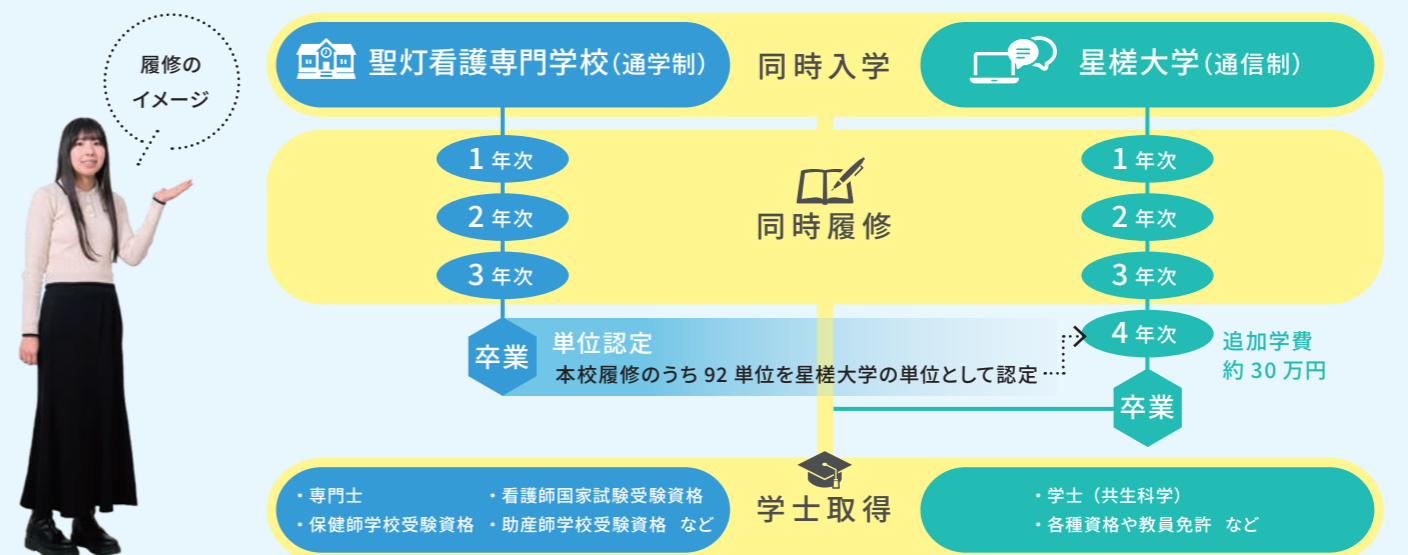 履修の
イメージ
聖灯看護専門学校(通学制)
同時入学
星槎大学(通信制)
1年次
2年次
3年次
同時履修
1年次
2年次
3年次
卒業
単位認定
本校履修のうち 92 単位を星槎大学の単位として認定
4年次
追加学費
約 30 万円
卒業
・専門士
・看護師国家試験受験資格
・保健師学校受験資格
・助産師学校受験資格 など
学士取得
・学士(共生科学)
・各種資格や教員免許 など